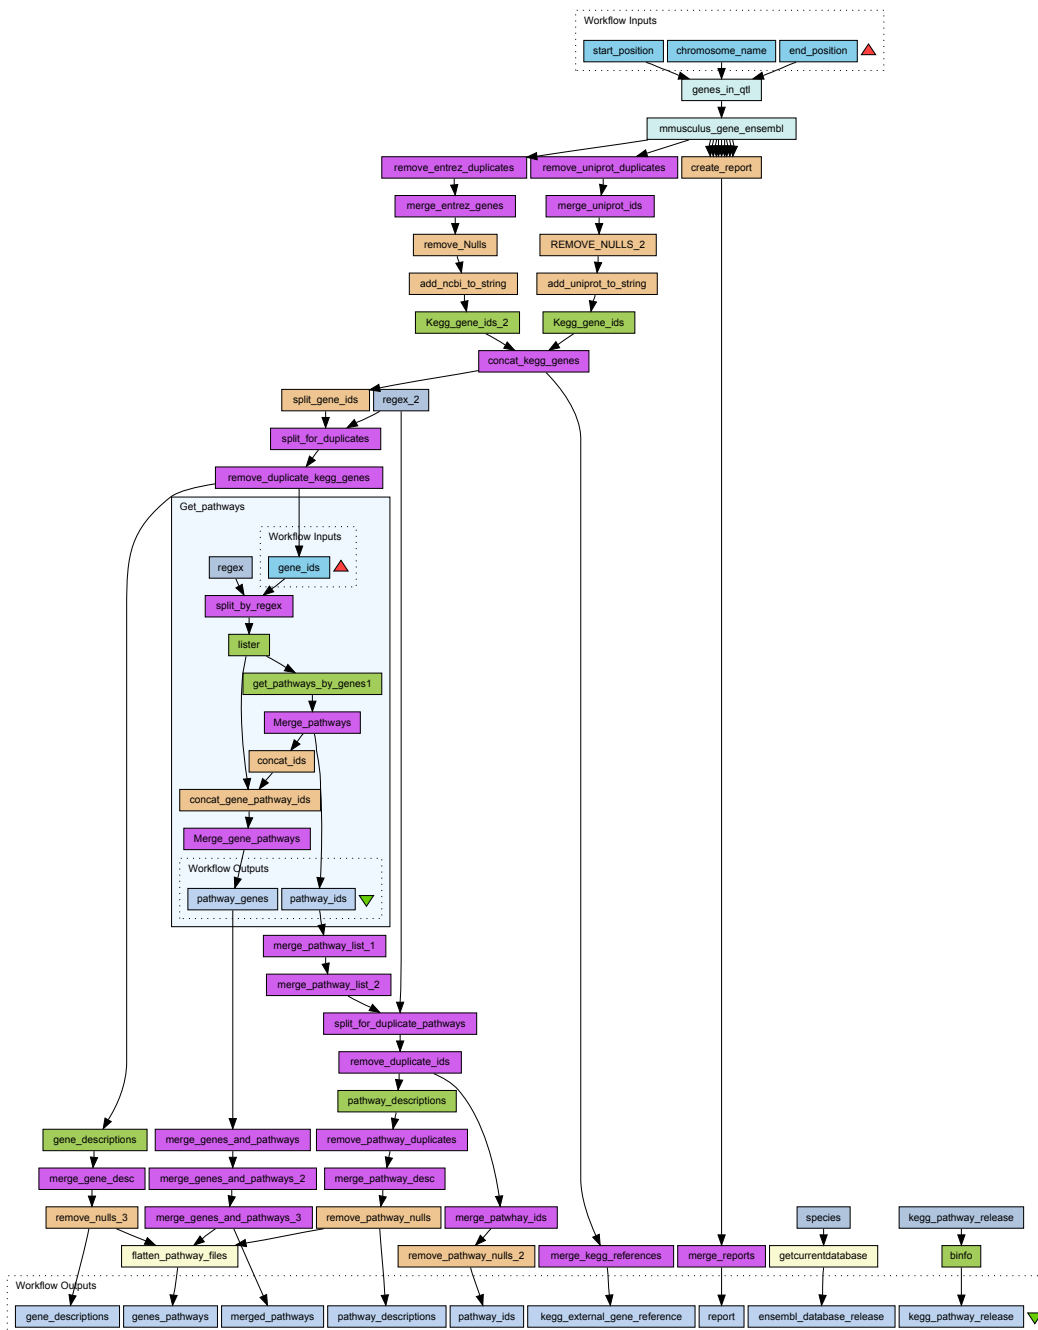 Workflow Inputs
start_position
chromosome_name
end_position
genes_in_qtl
mmusculus_gene_ensembl
remove_entrez_duplicates
remove_uniprot_duplicates
create_report
merge_entrez_genes
merge_uniprot_ids
remove_Nulls
REMOVE_NULLS_2
add_ncbi_to_string
add_uniprot_to_string
Kegg_gene_ids_2
Kegg_gene_ids
concat_kegg_genes
split_gene_ids
regex_2
split_for_duplicates
remove_duplicate_kegg_genes
Get_pathways
Workflow Inputs
regex
gene_ids
split_by_regex
lister
get_pathways_by_genes1
Merge_pathways
concat_ids
concat_gene_pathway_ids
Merge_gene_pathways
Workflow Outputs
pathway_genes
pathway_ids
merge_pathway_list_1
merge_pathway_list_2
split_for_duplicate_pathways
remove_duplicate_ids
pathway_descriptions
gene_descriptions
merge_genes_and_pathways
remove_pathway_duplicates
merge_gene_desc
merge_genes_and_pathways_2
merge_pathway_desc
remove_nulls_3
merge_genes_and_pathways_3
remove_pathway_nulls
merge_patwhay_ids
species
kegg_pathway_release
flatten_pathway_files
remove_pathway_nulls_2
merge_kegg_references
merge_reports
getcurrentdatabase
binfo
Workflow Outputs
gene_descriptions
genes_pathways
merged_pathways
pathway_descriptions
pathway_ids
kegg_external_gene_reference
report
ensembl_database_release
kegg_pathway_release